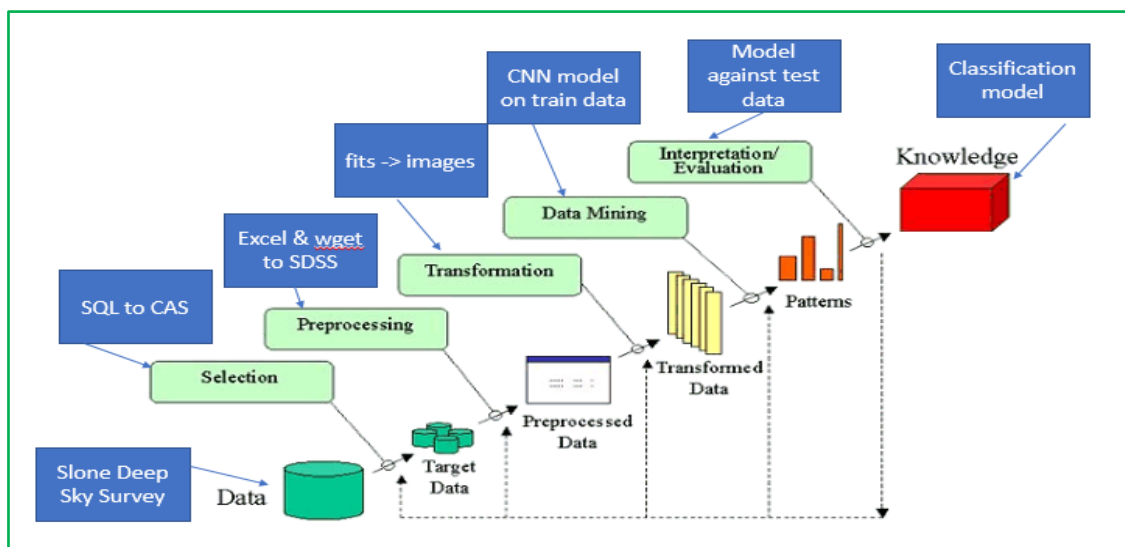 Model
against test
data
Classification
model
CNN model
on train data
Interpretation/
Evaluation
Knowledge
fits -> images
Data Mining
Excel & wget
to SDSS
Transformation
Patterns
SQL to CAS
Preprocessing
Transformed
Data
Selection
Preprocessed
Data
Target
Data
Slone Deep
Sky Survey
Data